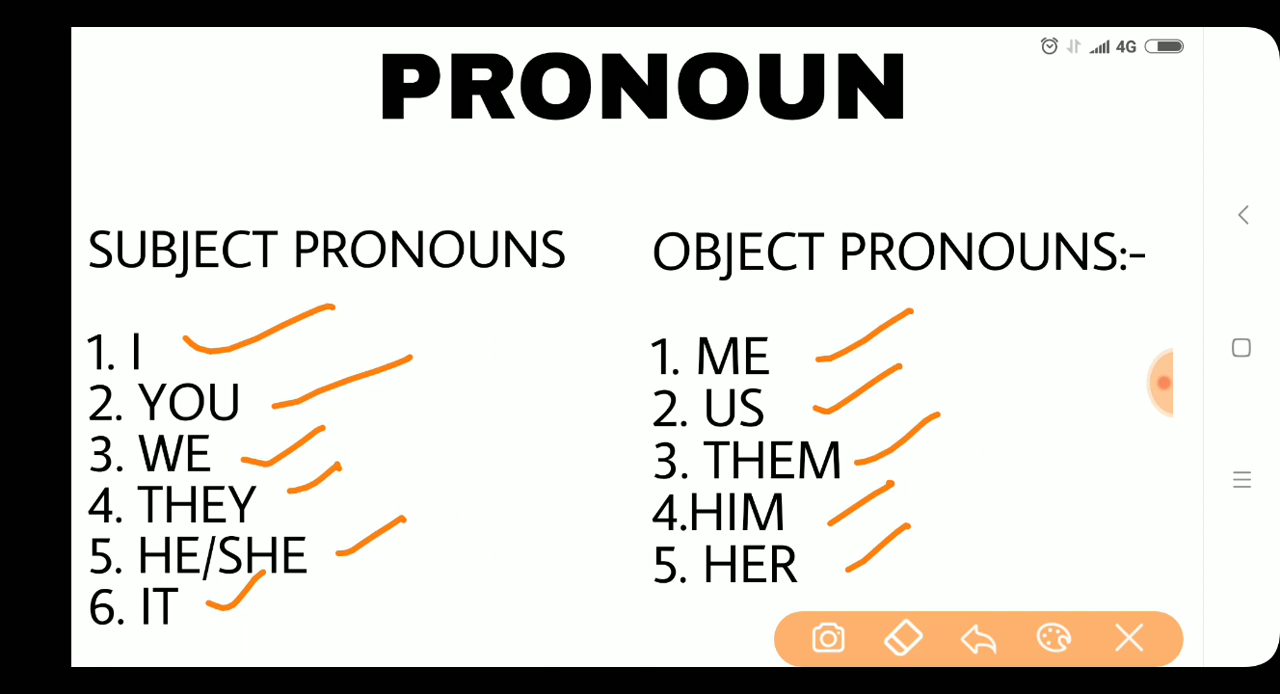 4G
PRONOUN
SUBJECT PRONOUNS
1. I
2. YOU
3. WE
4. THEY
5. HE/SHE
6. IT
OBJECT PRONOUNS:-
1. ME
2. US
3. THEM
4.HIM
5. HER